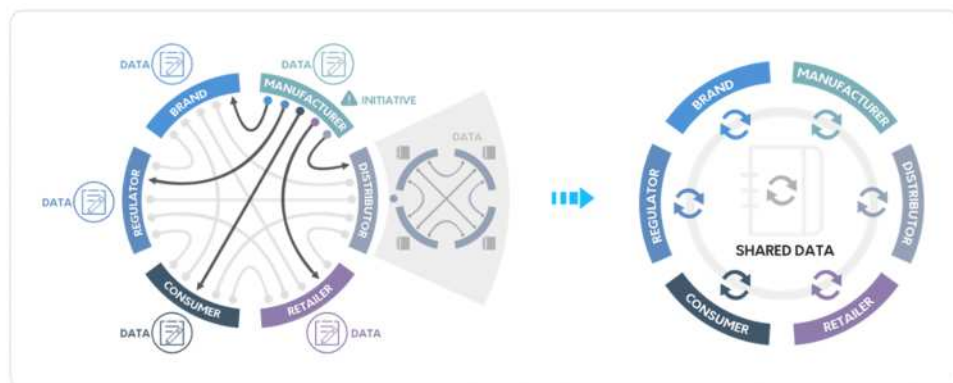 DATA
DATA
BRAND
MANUFACTURER
INITIATIVE
DATA
REGULATOR
DISTRIBUTOR
DATA
CONSUMER
RETAILER
DATA
DATA
BRAND
MANUFACTURER
REGULATOR
DISTRIBUTOR
SHARED DATA
CONSUMER
RETAILER